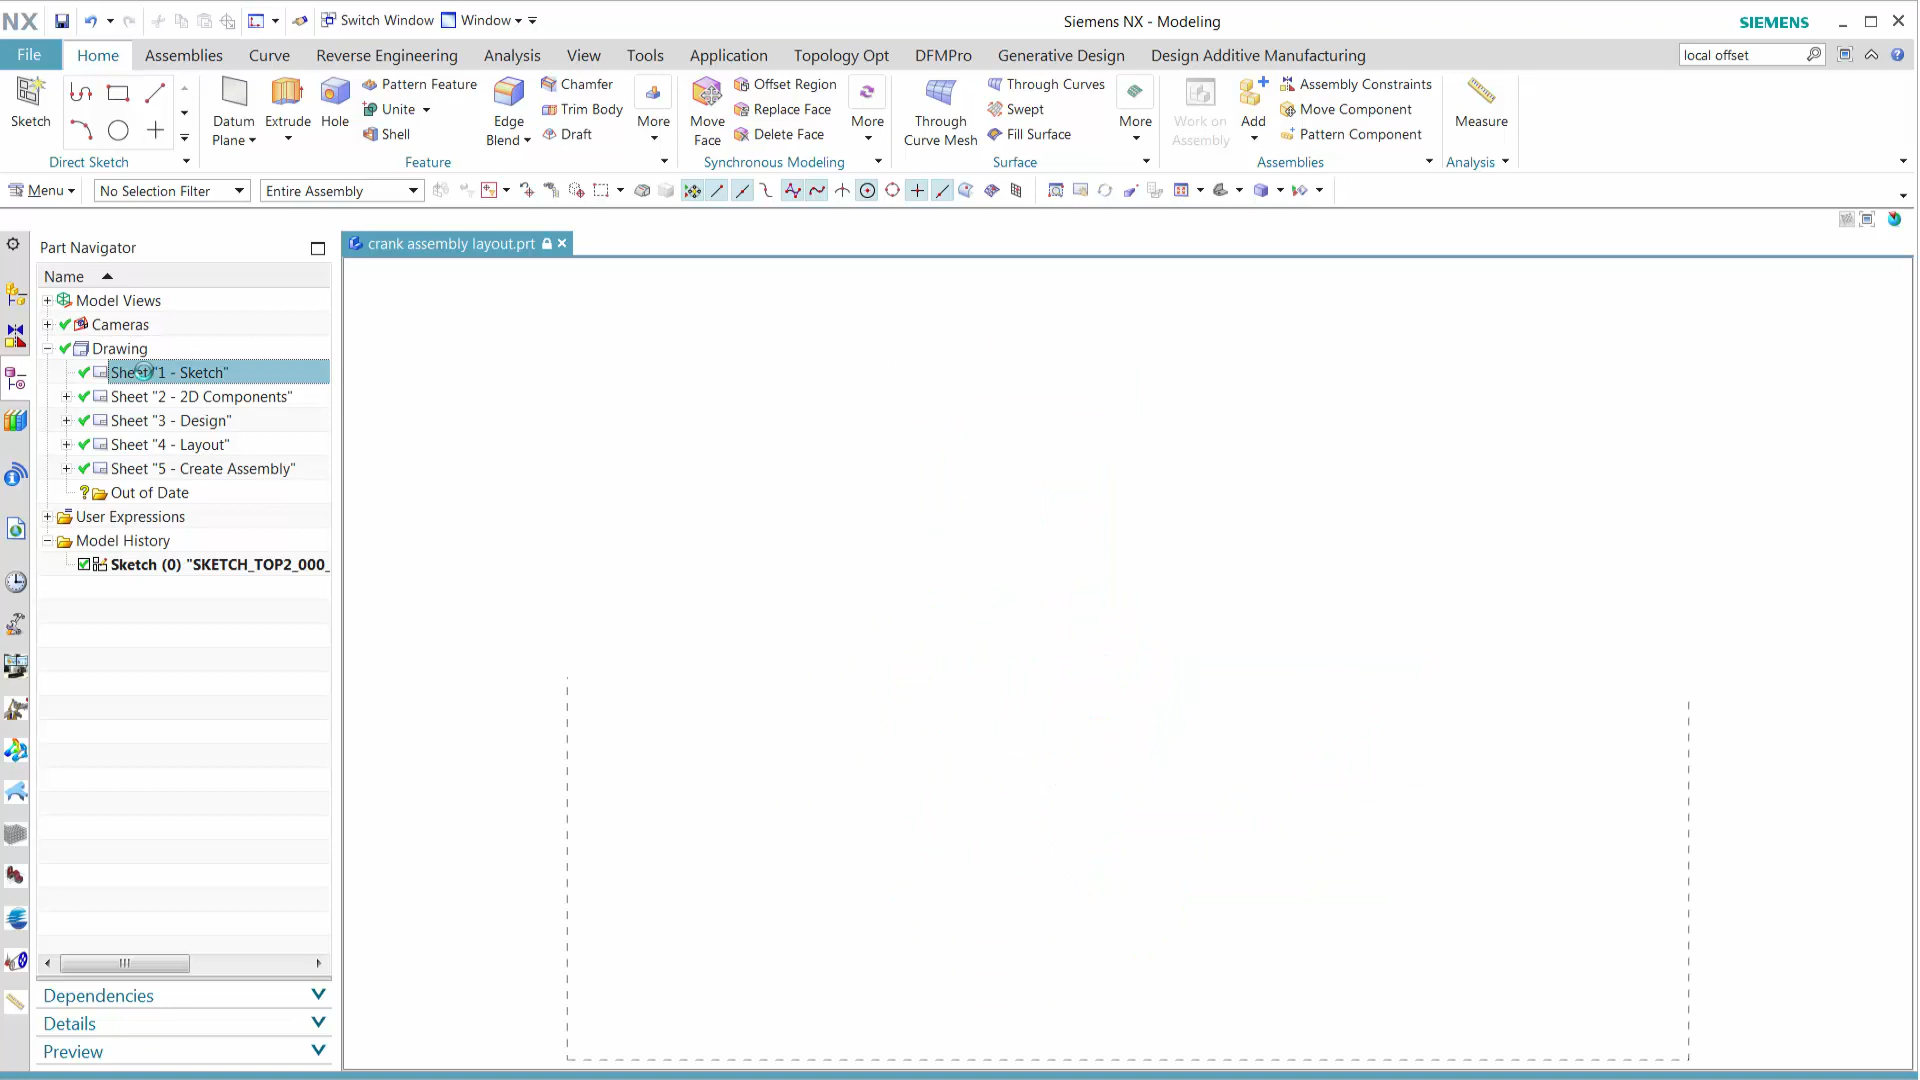 NX Switch Window Window Siemens NX - Modeling SIEMENS
File Home Assemblies Curve Reverse Engineering Analysis View Tools Application Topology Opt DFMPro Generative Design Design Additive Manufacturing local offset
Sketch
Direct Sketch
Datum Plane
Extrude
Hole
Pattern Feature
Unite
Shell
Edge Blend
Chamfer
Trim Body
Draft
More
Feature
Move Face
Offset Region
Replace Face
Delete Face
More
Synchronous Modeling
Through Curve Mesh
Through Curves
Swept
Fill Surface
More
Surface
Work on Assembly
Add
Assembly Constraints
Move Component
Pattern Component
Assemblies
Measure
Analysis
Menu No Selection Filter Entire Assembly
Part Navigator
crank assembly layout.prt
Name
Model Views
Cameras
Drawing
Sheet "1 - Sketch"
Sheet "2 - 2D Components"
Sheet "3 - Design"
Sheet "4 - Layout"
Sheet "5 - Create Assembly"
Out of Date
User Expressions
Model History
Sketch (0) "SKETCH_TOP2_000_
Dependencies
Details
Preview